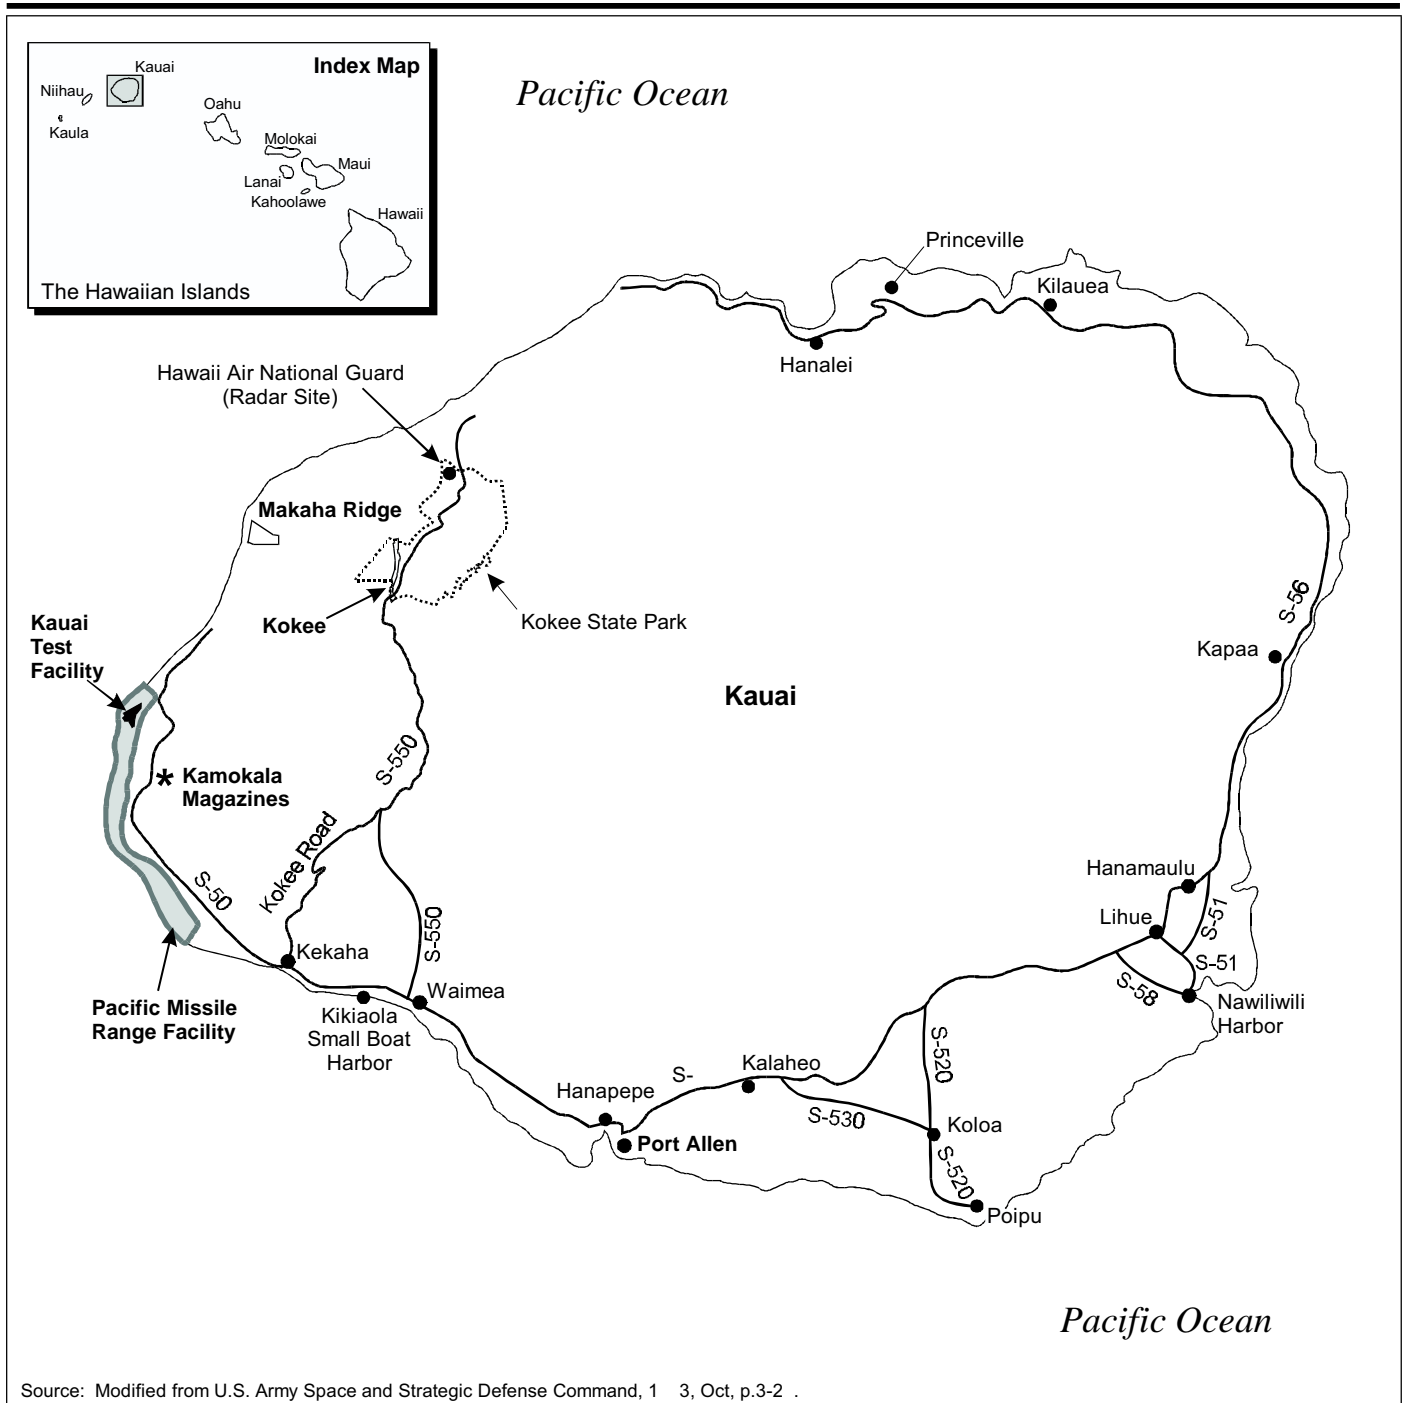 Index Map
Kauai
Niihau
Kaula
Oahu
Molokai
Maui
Lanai
Kahoolawe
Hawaii
The Hawaiian Islands
Pacific Ocean
Princeville
Kilauea
Hanalei
Hawaii Air National Guard
(Radar Site)
Makaha Ridge
Kokee
Kokee State Park
Kauai
Test
Facility
S-56
Kapaa
Kauai
S-550
Kamokala
Magazines
Kokee Road
S-50
S-550
Hanamaulu
Lihue
S-51
S-51
S-58
Nawiliwili
Harbor
Kekaha
Waimea
Pacific Missile
Range Facility
Kikiaola
Small Boat
Harbor
S-520
Kalaheo
S-
Hanapepe
S-530
Koloa
Port Allen
S-520
Poipu
Pacific Ocean
Source: Modified from U.S. Army Space and Strategic Defense Command, 1 3, Oct, p.3-2 .